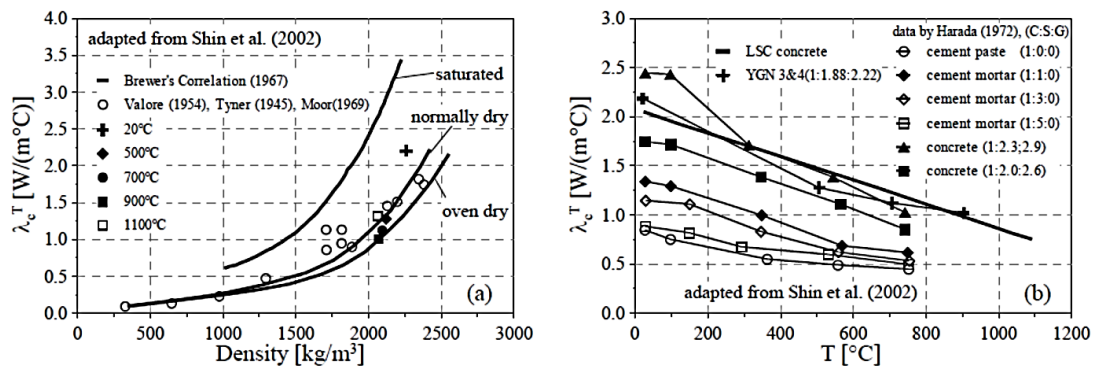 4.0
3.5
3.0
2.5
2.0
1.5
1.0
0.5
0.0
λcT [W/(m°C)]
adapted from Shin et al. (2002)
Brewer's Correlation (1967)
Valore (1954), Tyner (1945), Moor(1969)
20℃
500℃
700℃
900℃
1100℃
saturated
normally dry
oven dry
(a)
0 500 1000 1500 2000 2500 3000
Density [kg/m³]
3.0
2.5
2.0
1.5
1.0
0.5
0.0
λcT [W/(m°C)]
LSC concrete
YGN 3&4(1:1.88:2.22)
data by Harada (1972), (C:S:G)
cement paste (1:0:0)
cement mortar (1:1:0)
cement mortar (1:3:0)
cement mortar (1:5:0)
concrete (1:2.3;2.9)
concrete (1:2.0:2.6)
adapted from Shin et al. (2002)
(b)
0 200 400 600 800 1000 1200
T [°C]